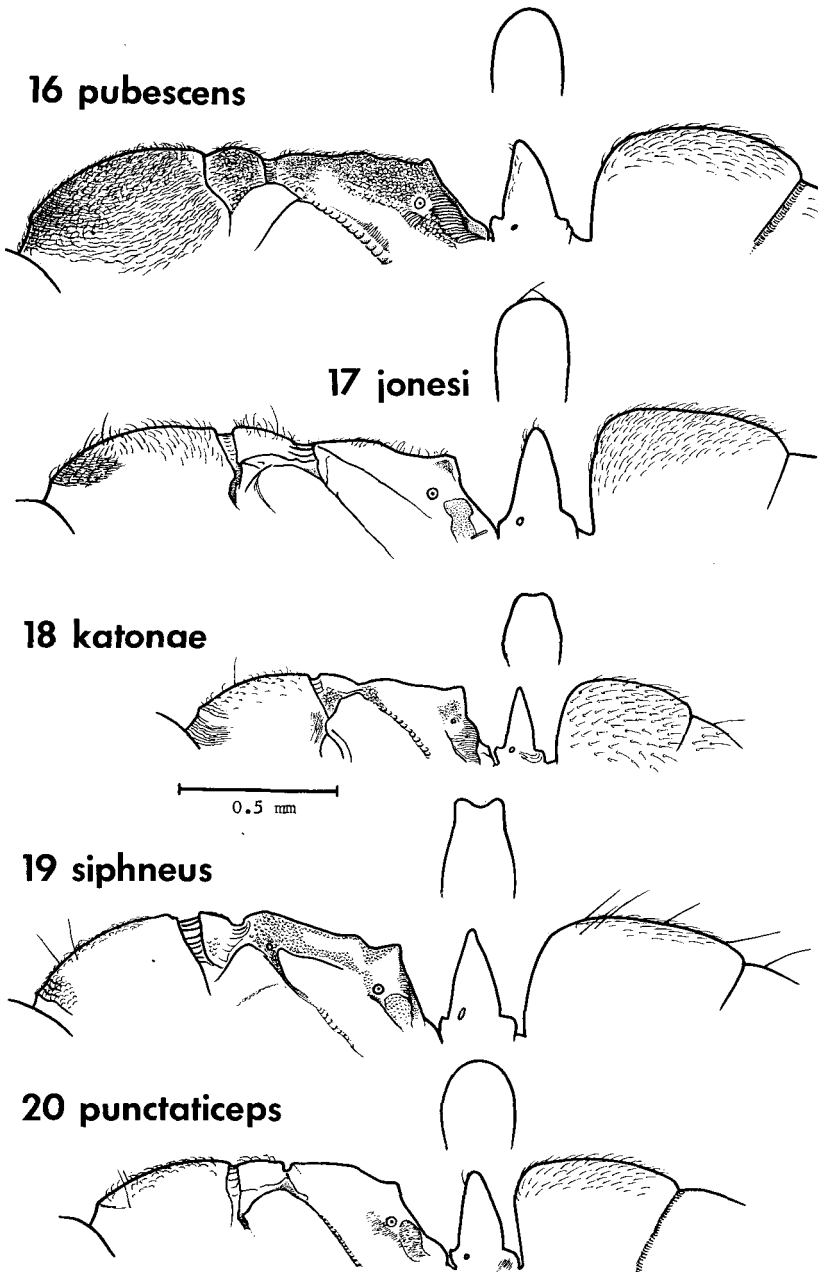 16 pubescens
17 jonesi
18 katonae
0.5 mm
19 siphneus
20 punctaticeps